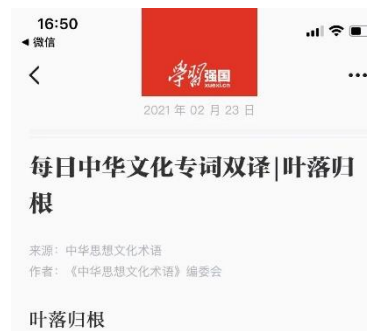 16:50
◀ 微信
学习强国
xuexi.cn
2021 年 02 月 23 日
每日中华文化专词双译|叶落归
根
来源：中华思想文化术语
作者：《中华思想文化术语》编委会
叶落归根